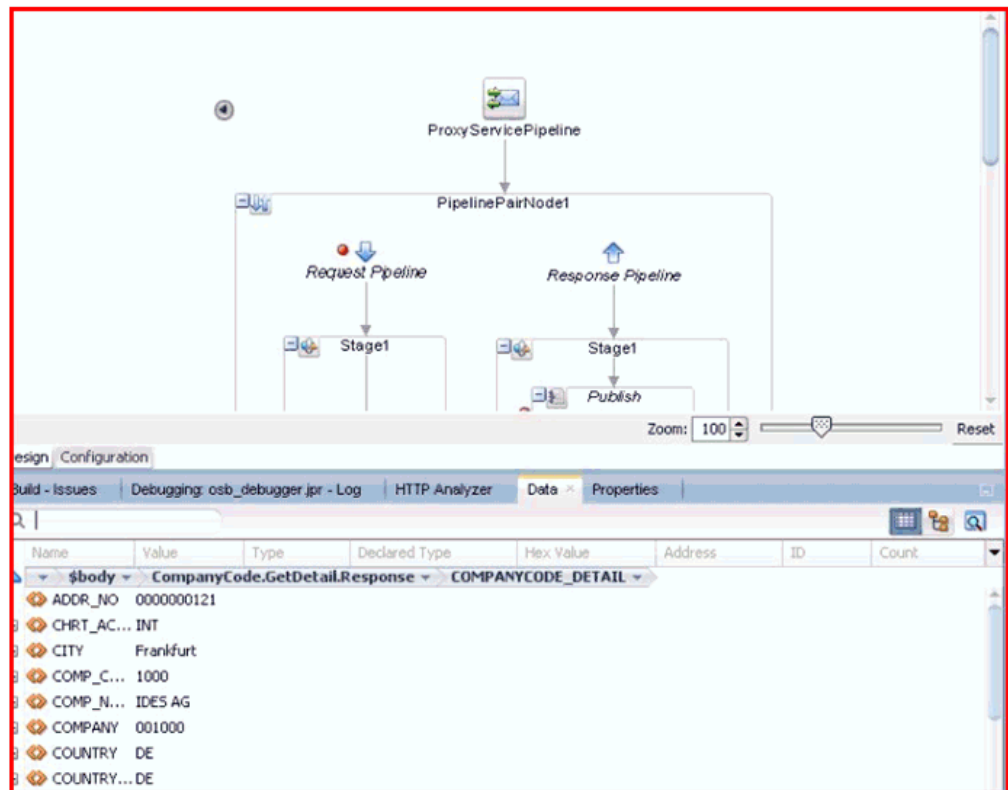 ProxyServicePipeline
PipelinePairNode1
Request Pipeline
Response Pipeline
Stage1
Stage1
Publish
Zoom: 100
Reset
esign Configuration
Build - Issues Debugging: osb_debugger.jpr - Log HTTP Analyzer Data × Properties
Name Value Type Declared Type Hex Value Address ID Count
$body CompanyCode.GetDetail.Response COMPANYCODE_DETAIL
ADDR_NO 0000000121
CHRT_AC... INT
CITY Frankfurt
COMP_C... 1000
COMP_N... IDES AG
COMPANY 001000
COUNTRY DE
COUNTRY... DE